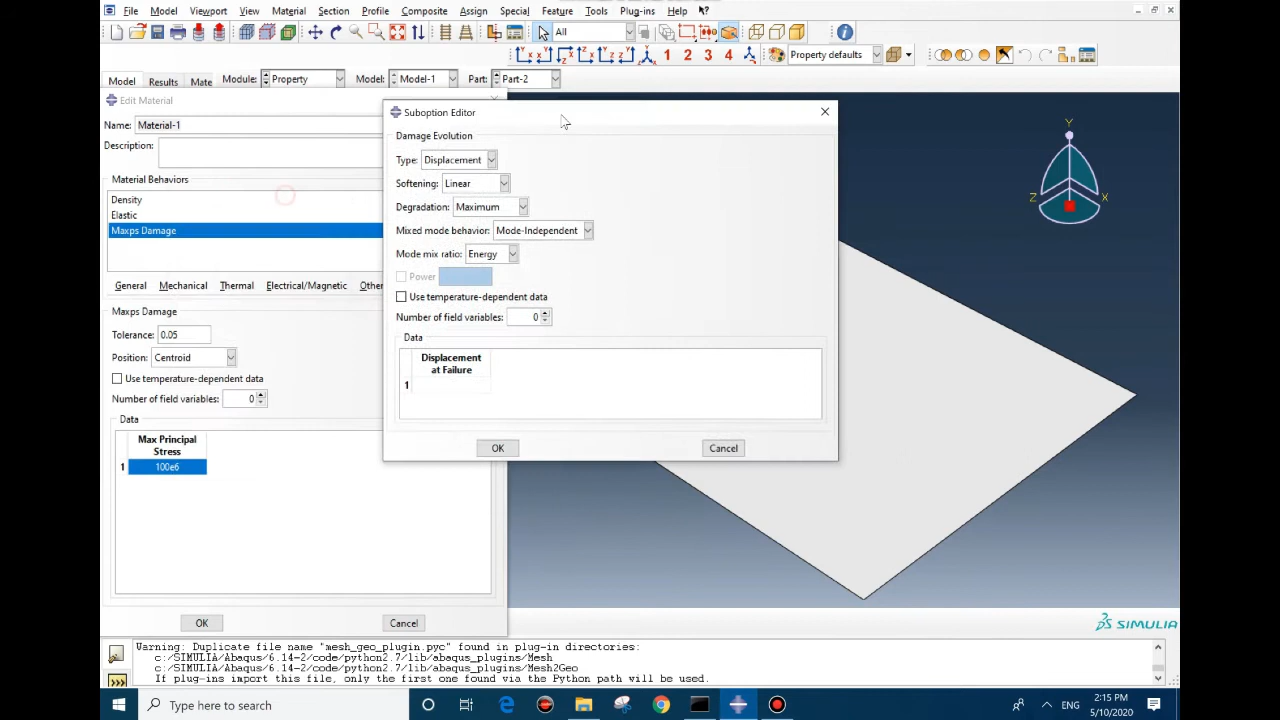 File Model Viewport View Material Section Profile Composite Assign Special Feature Tools Plug-ins Help
All
1 2 3 4 Property defaults
Model Results Mate Module: Property Model: Model-1 Part: Part-2
Edit Material
Name: Material-1
Description:
Material Behaviors
Density
Elastic
Maxps Damage
General Mechanical Thermal Electrical/Magnetic Other
Maxps Damage
Tolerance: 0.05
Position: Centroid
Use temperature-dependent data
Number of field variables: 0
Data
Max Principal
Stress
1 100e6
OK Cancel
Suboption Editor
Damage Evolution
Type: Displacement
Softening: Linear
Degradation: Maximum
Mixed mode behavior: Mode-Independent
Mode mix ratio: Energy
Power
Use temperature-dependent data
Number of field variables: 0
Data
Displacement
at Failure
1
OK Cancel
Y
Z X
SIMULIA
Warning: Duplicate file name "mesh_geo_plugin.pyc" found in plug-in directories:
c:/SIMULIA/Abaqus/6.14-2/code/python2.7/lib/abaqus_plugins/Mesh
c:/SIMULIA/Abaqus/6.14-2/code/python2.7/lib/abaqus_plugins/Mesh2Geo
If plug-ins import this file, only the first one found via the Python path will be used.
>>>
Type here to search
ENG
2:15 PM
5/10/2020